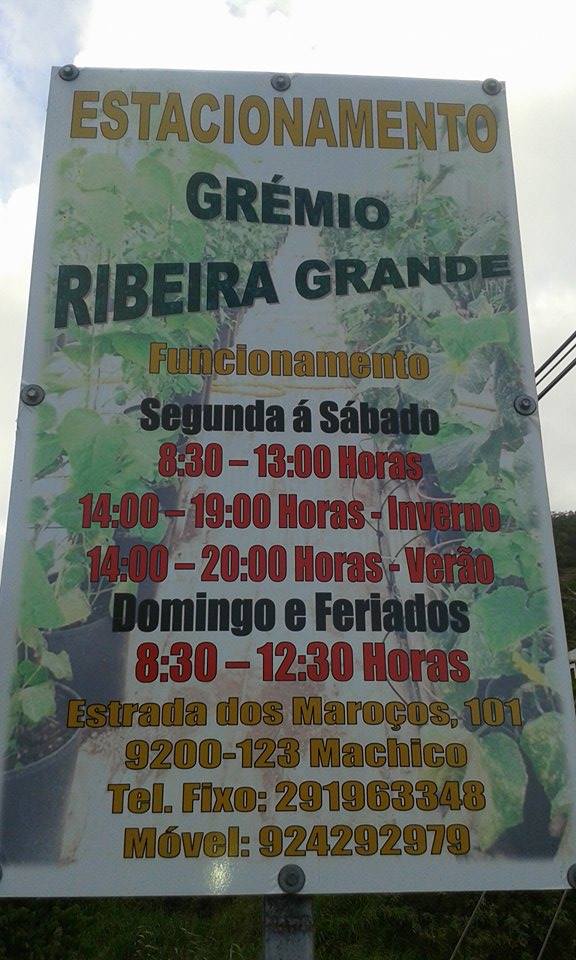 ESTACIONAMENTO
GRÉMIO
RIBEIRA GRANDE
Funcionamento
Segunda á Sábado
8:30 – 13:00 Horas
14:00 – 19:00 Horas - Inverno
14:00 – 20:00 Horas - Verão
Domingo e Feriados
8:30 – 12:30 Horas
Estrada dos Maroços, 101
9200-123 Machico
Tel. Fixo: 291963348
Móvel: 924292979